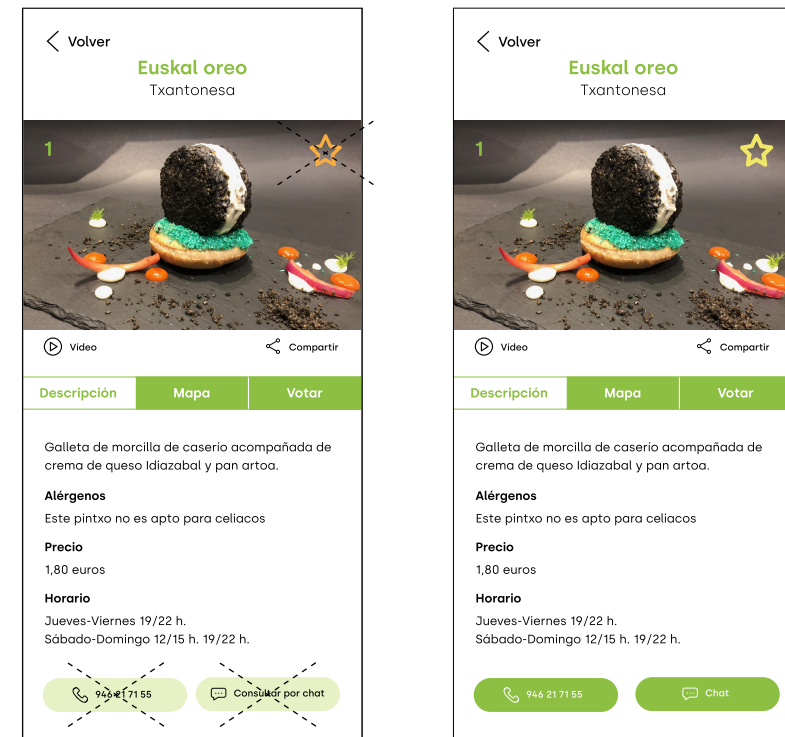 Volver
Euskal oreo
Txantonesa
1
Vídeo
Compartir
Descripción
Mapa
Votar
Galleta de morcilla de caserío acompañada de
crema de queso Idiazabal y pan artoa.
Alérgenos
Este pintxo no es apto para celiacos
Precio
1,80 euros
Horario
Jueves-Viernes 19/22 h.
Sábado-Domingo 12/15 h. 19/22 h.
946 21 71 55
Consultar por chat
Volver
Euskal oreo
Txantonesa
1
Vídeo
Compartir
Descripción
Mapa
Votar
Galleta de morcilla de caserío acompañada de
crema de queso Idiazabal y pan artoa.
Alérgenos
Este pintxo no es apto para celiacos
Precio
1,80 euros
Horario
Jueves-Viernes 19/22 h.
Sábado-Domingo 12/15 h. 19/22 h.
946 21 71 55
Chat